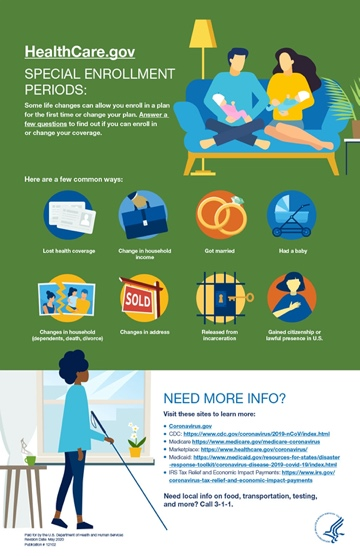 HealthCare.gov
SPECIAL ENROLLMENT
PERIODS:
Some life changes can allow you enroll in a plan
for the first time or change your plan. Answer a
few questions to find out if you can enroll in
or change your coverage.
Here are a few common ways:
Lost health coverage
Change in household
income
Got married
Had a baby
SOLD
Changes in household
(dependents, death, divorce)
Changes in address
Released from
incarceration
Gained citizenship or
lawful presence in U.S.
NEED MORE INFO?
Visit these sites to learn more:
• Coronavirus.gov
• CDC: https://www.cdc.gov/coronavirus/2019-nCoV/index.html
• Medicare https://www.medicare.gov/medicare-coronavirus
• Marketplace: https://www.healthcare.gov/coronavirus/
• Medicaid: https://www.medicaid.gov/resources-for-states/disaster
-response-toolkit/coronavirus-disease-2019-covid-19/index.html
• IRS Tax Relief and Economic Impact Payments: https://www.irs.gov/
coronavirus-tax-relief-and-economic-impact-payments
Need local info on food, transportation, testing,
and more? Call 3-1-1.
Paid for by the U.S. Department of Health and Human Services
Revision Date: May 2020
Publication #